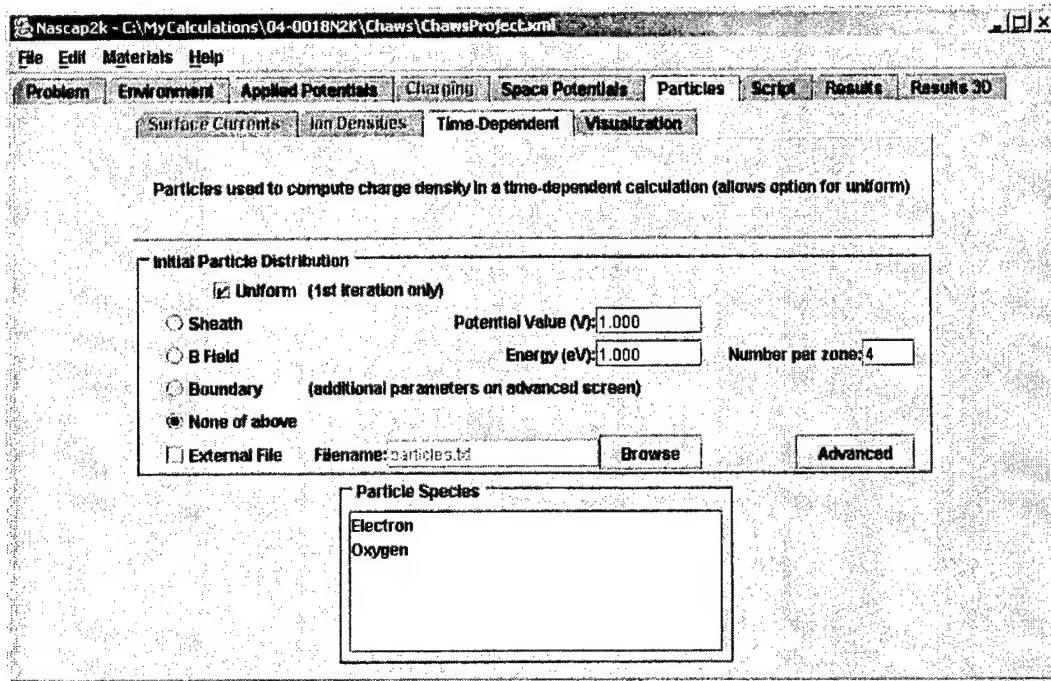 Nascap2k - C:\MyCalculations\04-0018N2K\Chaws\ChawsProject.xml
File Edit Materials Help
Problem Environment Applied Potentials Charging Space Potentials Particles Script Results Results 3D
Surface Currents Ion Densities Time-Dependent Visualization
Particles used to compute charge density in a time-dependent calculation (allows option for uniform)
Initial Particle Distribution
Uniform (1st iteration only)
Sheath Potential Value (V): 1.000
B Field Energy (eV): 1.000 Number per zone: 4
Boundary (additional parameters on advanced screen)
None of above
External File Filename: particles.td Browse Advanced
Particle Species
Electron
Oxygen